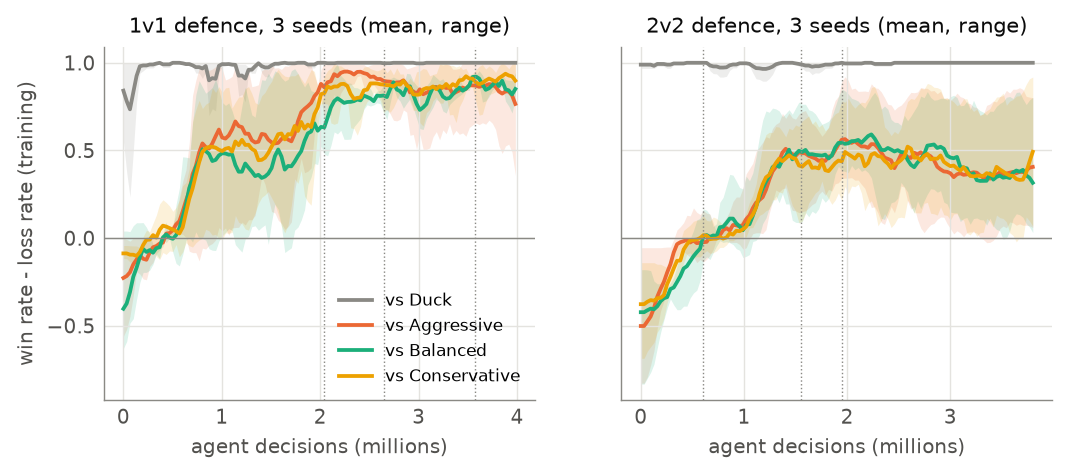 1v1 defence, 3 seeds (mean, range)
2v2 defence, 3 seeds (mean, range)
win rate - loss rate (training)
1.0
0.5
0.0
−0.5
vs Duck
vs Aggressive
vs Balanced
vs Conservative
0 1 2 3 4
0 1 2 3
agent decisions (millions)
agent decisions (millions)